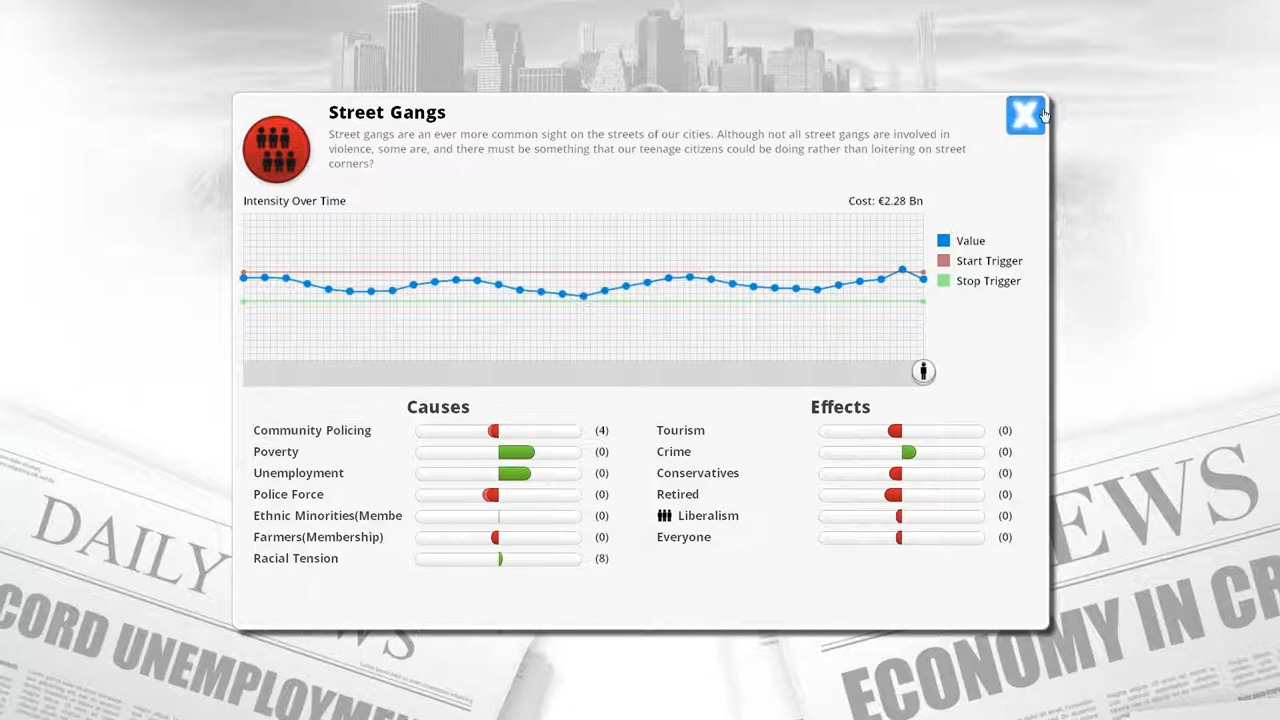 Street Gangs
Street gangs are an ever more common sight on the streets of our cities. Although not all street gangs are involved in
violence, some are, and there must be something that our teenage citizens could be doing rather than loitering on street
corners?
Intensity Over Time
Cost: €2.28 Bn
Value
Start Trigger
Stop Trigger
Causes
Community Policing (4)
Poverty (0)
Unemployment (0)
Police Force (0)
Ethnic Minorities(Membe (0)
Farmers(Membership) (0)
Racial Tension (8)
Effects
Tourism (0)
Crime (0)
Conservatives (0)
Retired (0)
Liberalism (0)
Everyone (0)
DAILY
WS
CORD UNEMPLOYM
EWS
ECONOMY IN CR